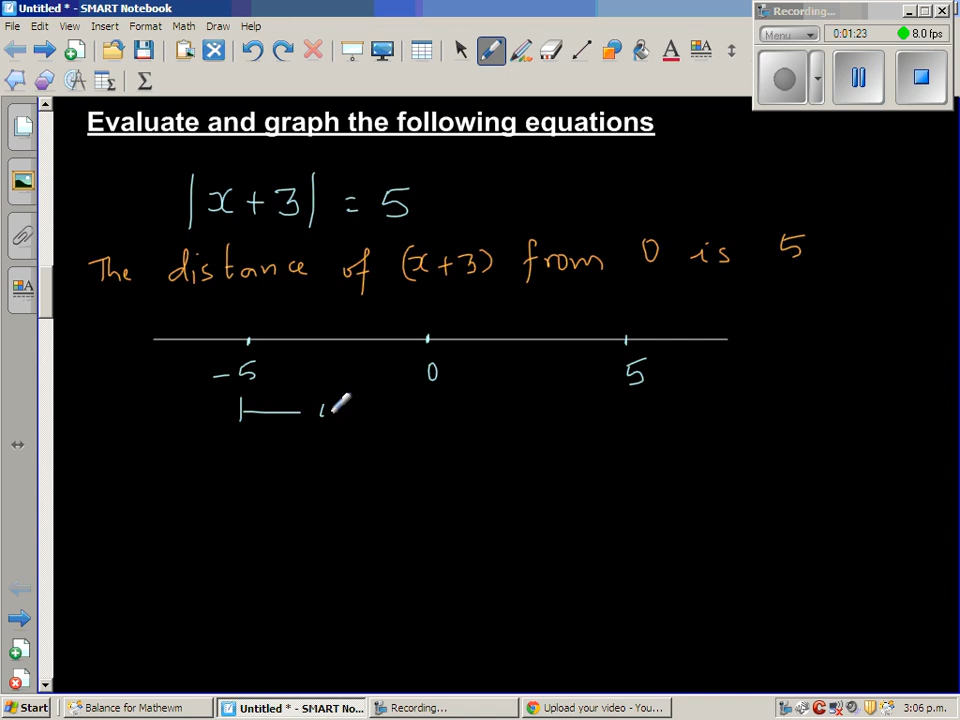 Untitled * - SMART Notebook
Recording...
File Edit View Insert Format Math Draw Help
Menu 0:01:23 8.0 fps
Evaluate and graph the following equations
|x+3| = 5
The distance of (x+3) from 0 is 5
-5 0 5
Start Balance for Mathewm Untitled * - SMART No... Recording... Upload your video - You... 3:06 p.m.